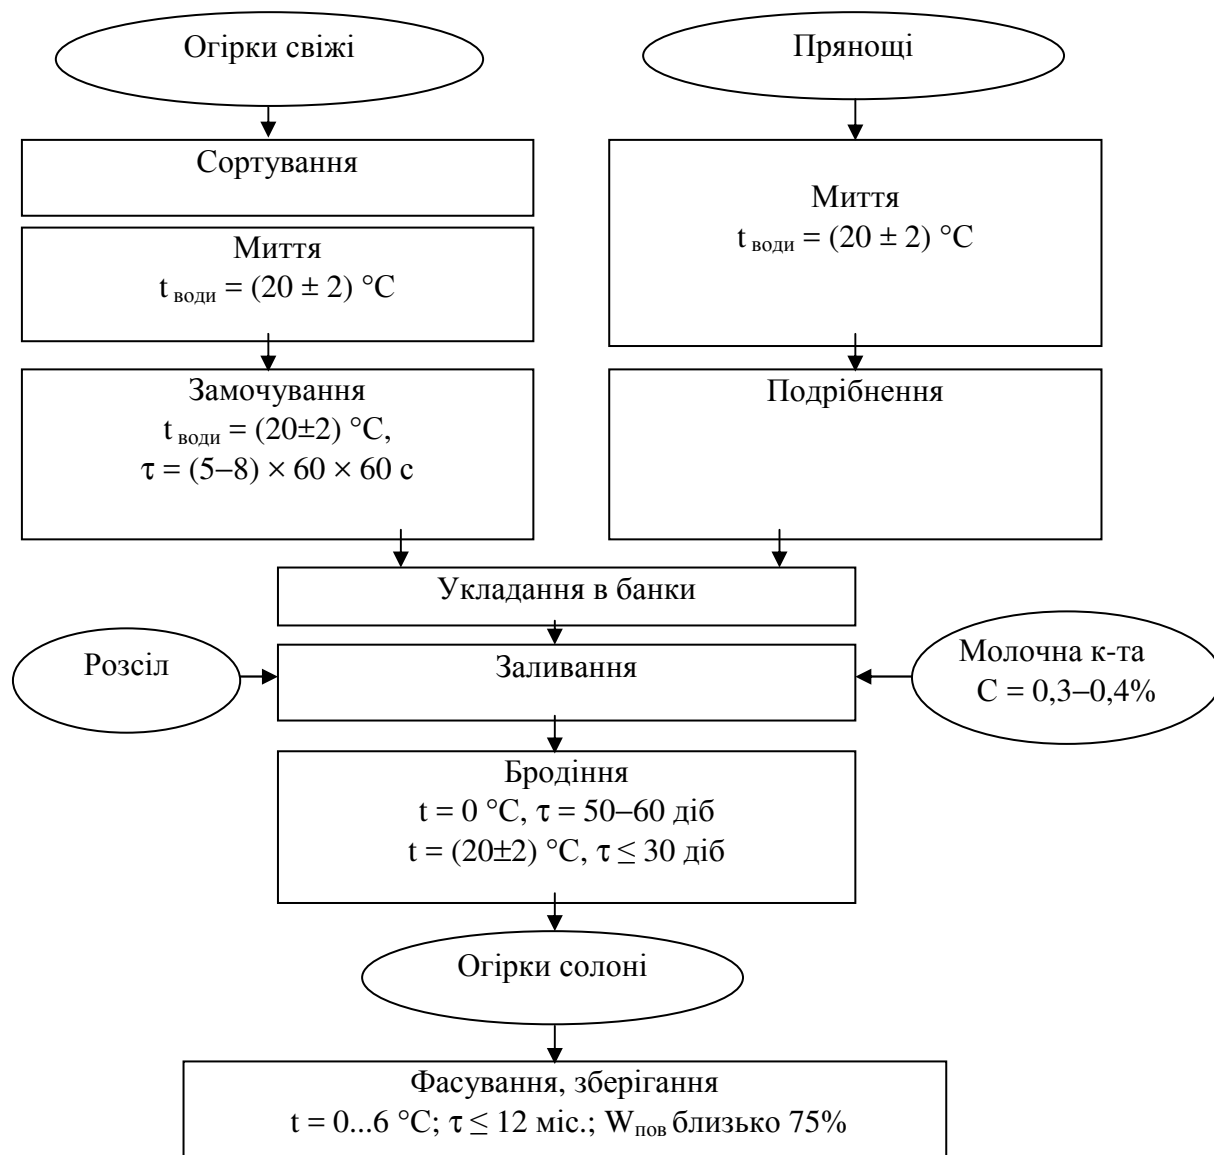 Огірки свіжі
Прянощі
Сортування
Миття
t води = (20 ± 2) °C
Миття
t води = (20 ± 2) °C
Замочування
t води = (20±2) °C,
τ = (5–8) × 60 × 60 с
Подрібнення
Укладання в банки
Розсіл
Заливання
Молочна к-та
С = 0,3–0,4%
Бродіння
t = 0 °C, τ = 50–60 діб
t = (20±2) °C, τ ≤ 30 діб
Огірки солоні
Фасування, зберігання
t = 0...6 °C; τ ≤ 12 міс.; Wпов близько 75%